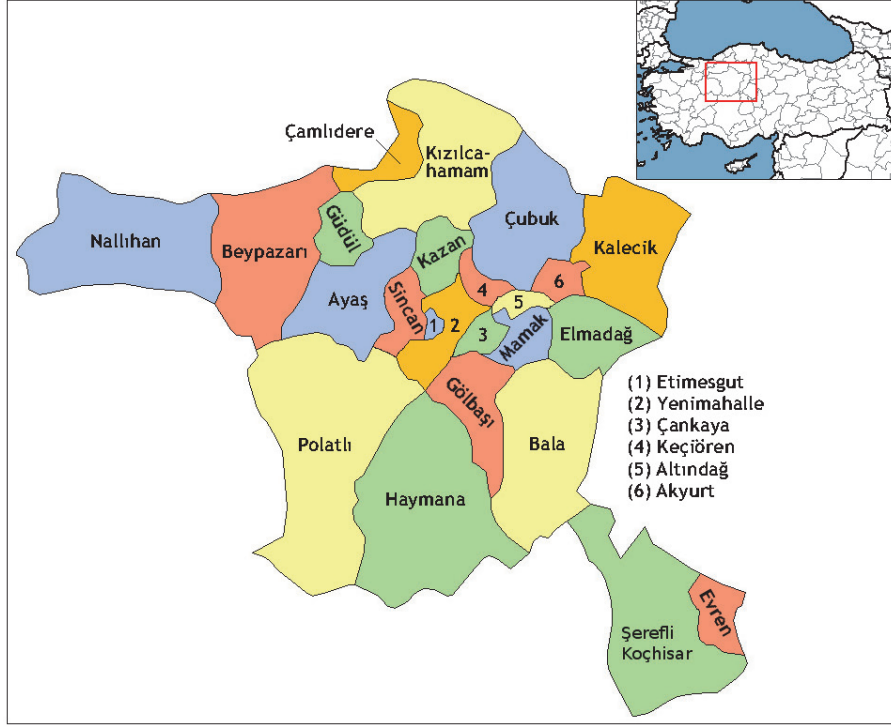 Çamlıdere
Kızılca-
hamam
Nallıhan
Beypazarı
Güdül
Çubuk
Kalecik
Kazan
Ayaş
Sincan
4
6
5
1
2
3
Mamak
Elmadağ
Gölbaşı
Polatlı
Bala
Haymana
(1) Etimesgut
(2) Yenimahalle
(3) Çankaya
(4) Keçiören
(5) Altındağ
(6) Akyurt
Evren
Şerefli
Koçhisar